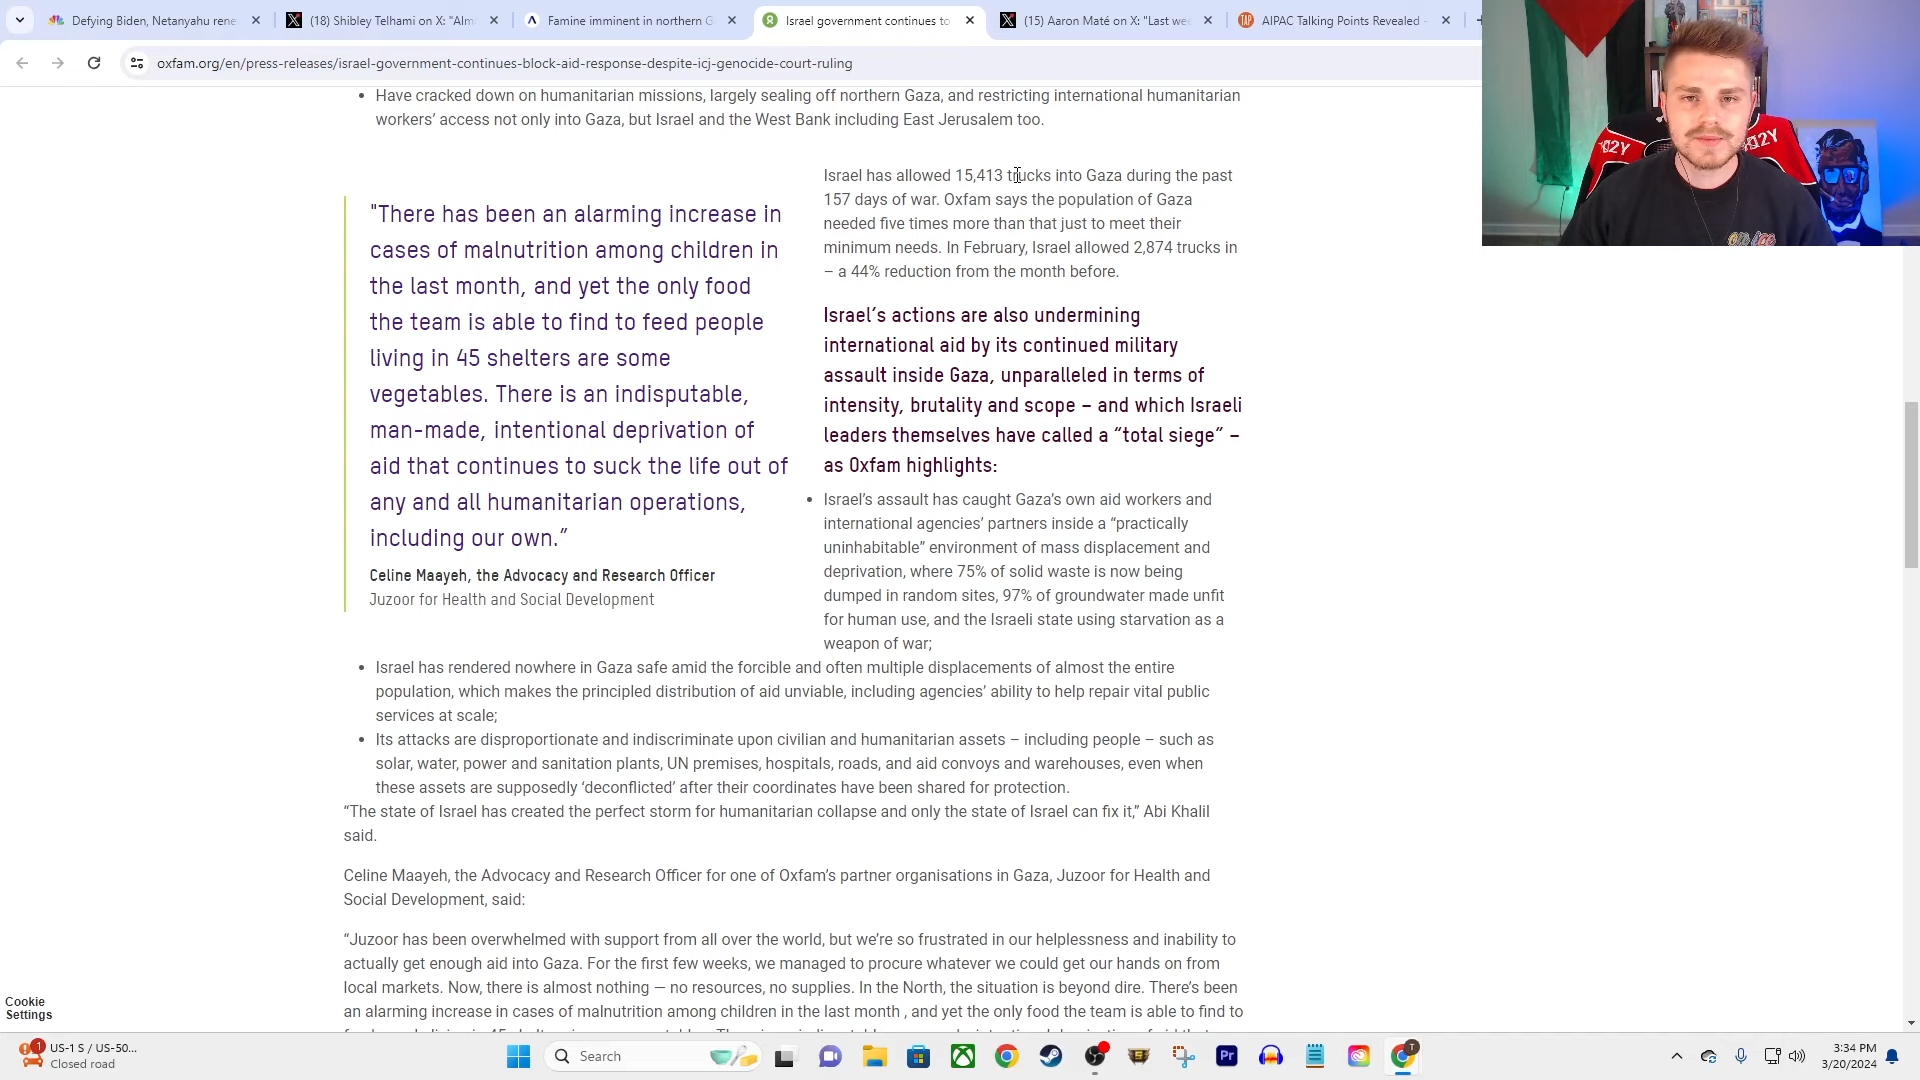 Defying Biden, Netanyahu rene
(18) Shibley Telhami on X: "Alm
Famine imminent in northern G
Israel government continues to
(15) Aaron Maté on X: "Last wee
AIPAC Talking Points Revealed -
oxfam.org/en/press-releases/israel-government-continues-block-aid-response-despite-icj-genocide-court-ruling
• Have cracked down on humanitarian missions, largely sealing off northern Gaza, and restricting international humanitarian
workers’ access not only into Gaza, but Israel and the West Bank including East Jerusalem too.
"There has been an alarming increase in
cases of malnutrition among children in
the last month, and yet the only food
the team is able to find to feed people
living in 45 shelters are some
vegetables. There is an indisputable,
man-made, intentional deprivation of
aid that continues to suck the life out of
any and all humanitarian operations,
including our own.”
Celine Maayeh, the Advocacy and Research Officer
Juzoor for Health and Social Development
Israel has allowed 15,413 trucks into Gaza during the past
157 days of war. Oxfam says the population of Gaza
needed five times more than that just to meet their
minimum needs. In February, Israel allowed 2,874 trucks in
– a 44% reduction from the month before.
Israel’s actions are also undermining
international aid by its continued military
assault inside Gaza, unparalleled in terms of
intensity, brutality and scope – and which Israeli
leaders themselves have called a “total siege” –
as Oxfam highlights:
• Israel’s assault has caught Gaza’s own aid workers and
international agencies’ partners inside a “practically
uninhabitable” environment of mass displacement and
deprivation, where 75% of solid waste is now being
dumped in random sites, 97% of groundwater made unfit
for human use, and the Israeli state using starvation as a
weapon of war;
• Israel has rendered nowhere in Gaza safe amid the forcible and often multiple displacements of almost the entire
population, which makes the principled distribution of aid unviable, including agencies’ ability to help repair vital public
services at scale;
• Its attacks are disproportionate and indiscriminate upon civilian and humanitarian assets – including people – such as
solar, water, power and sanitation plants, UN premises, hospitals, roads, and aid convoys and warehouses, even when
these assets are supposedly ‘deconflicted’ after their coordinates have been shared for protection.
“The state of Israel has created the perfect storm for humanitarian collapse and only the state of Israel can fix it,” Abi Khalil
said.
Celine Maayeh, the Advocacy and Research Officer for one of Oxfam’s partner organisations in Gaza, Juzoor for Health and
Social Development, said:
“Juzoor has been overwhelmed with support from all over the world, but we’re so frustrated in our helplessness and inability to
actually get enough aid into Gaza. For the first few weeks, we managed to procure whatever we could get our hands on from
local markets. Now, there is almost nothing — no resources, no supplies. In the North, the situation is beyond dire. There’s been
an alarming increase in cases of malnutrition among children in the last month , and yet the only food the team is able to find to
Cookie
Settings
1
US-1 S / US-50...
Closed road
Search
Pr
T
3:34 PM
3/20/2024